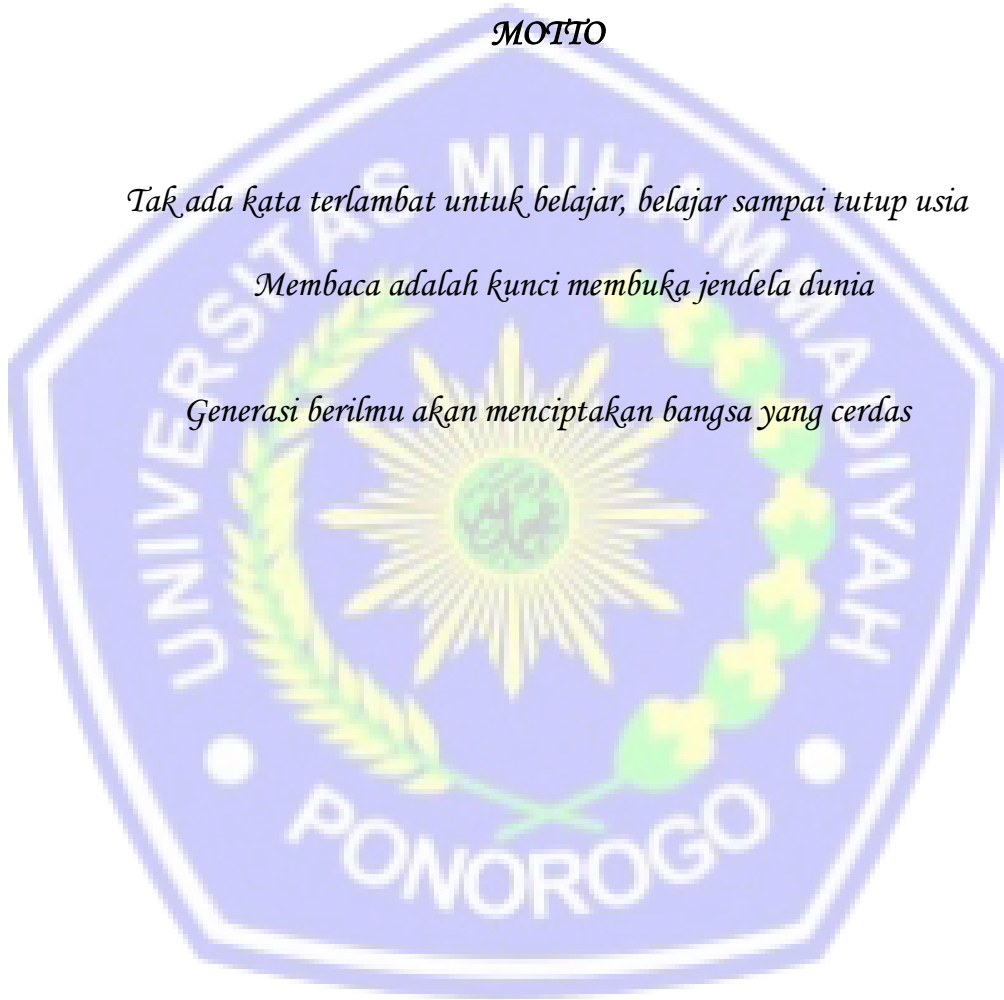 MOTTO
Tak ada kata terlambat untuk belajar, belajar sampai tutup usia
Membaca adalah kunci membuka jendela dunia
Generasi berilmu akan menciptakan bangsa yang cerdas
UNIVERSITAS MUHAMMADIYAH
PONOROGO